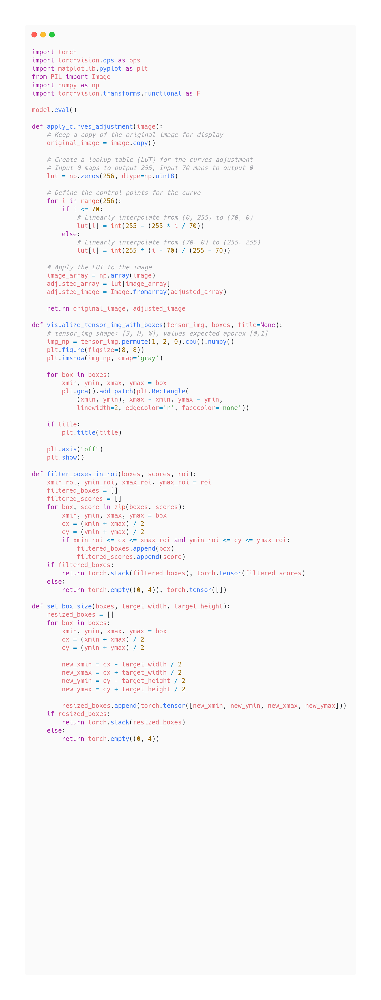 import torch
import torchvision.ops as ops
import matplotlib.pyplot as plt
from PIL import Image
import numpy as np
import torchvision.transforms.functional as F

model.eval()

def apply_curves_adjustment(image):
    # Keep a copy of the original image for display
    original_image = image.copy()

    # Create a lookup table (LUT) for the curves adjustment
    # Input 0 maps to output 255, Input 70 maps to output 0
    lut = np.zeros(256, dtype=np.uint8)

    # Define the control points for the curve
    for i in range(256):
        if i <= 70:
            # Linearly interpolate from (0, 255) to (70, 0)
            lut[i] = int(255 - (255 * i / 70))
        else:
            # Linearly interpolate from (70, 0) to (255, 255)
            lut[i] = int(255 * (i - 70) / (255 - 70))

    # Apply the LUT to the image
    image_array = np.array(image)
    adjusted_array = lut[image_array]
    adjusted_image = Image.fromarray(adjusted_array)

    return original_image, adjusted_image

def visualize_tensor_img_with_boxes(tensor_img, boxes, title=None):
    # tensor_img shape: [3, H, W], values expected approx [0,1]
    img_np = tensor_img.permute(1, 2, 0).cpu().numpy()
    plt.figure(figsize=(8, 8))
    plt.imshow(img_np, cmap='gray')

    for box in boxes:
        xmin, ymin, xmax, ymax = box
        plt.gca().add_patch(plt.Rectangle(
            (xmin, ymin), xmax - xmin, ymax - ymin,
            linewidth=2, edgecolor='r', facecolor='none'))

    if title:
        plt.title(title)

    plt.axis("off")
    plt.show()

def filter_boxes_in_roi(boxes, scores, roi):
    xmin_roi, ymin_roi, xmax_roi, ymax_roi = roi
    filtered_boxes = []
    filtered_scores = []
    for box, score in zip(boxes, scores):
        xmin, ymin, xmax, ymax = box
        cx = (xmin + xmax) / 2
        cy = (ymin + ymax) / 2
        if xmin_roi <= cx <= xmax_roi and ymin_roi <= cy <= ymax_roi:
            filtered_boxes.append(box)
            filtered_scores.append(score)
    if filtered_boxes:
        return torch.stack(filtered_boxes), torch.tensor(filtered_scores)
    else:
        return torch.empty((0, 4)), torch.tensor([])

def set_box_size(boxes, target_width, target_height):
    resized_boxes = []
    for box in boxes:
        xmin, ymin, xmax, ymax = box
        cx = (xmin + xmax) / 2
        cy = (ymin + ymax) / 2

        new_xmin = cx - target_width / 2
        new_xmax = cx + target_width / 2
        new_ymin = cy - target_height / 2
        new_ymax = cy + target_height / 2

        resized_boxes.append(torch.tensor([new_xmin, new_ymin, new_xmax, new_ymax]))
    if resized_boxes:
        return torch.stack(resized_boxes)
    else:
        return torch.empty((0, 4))